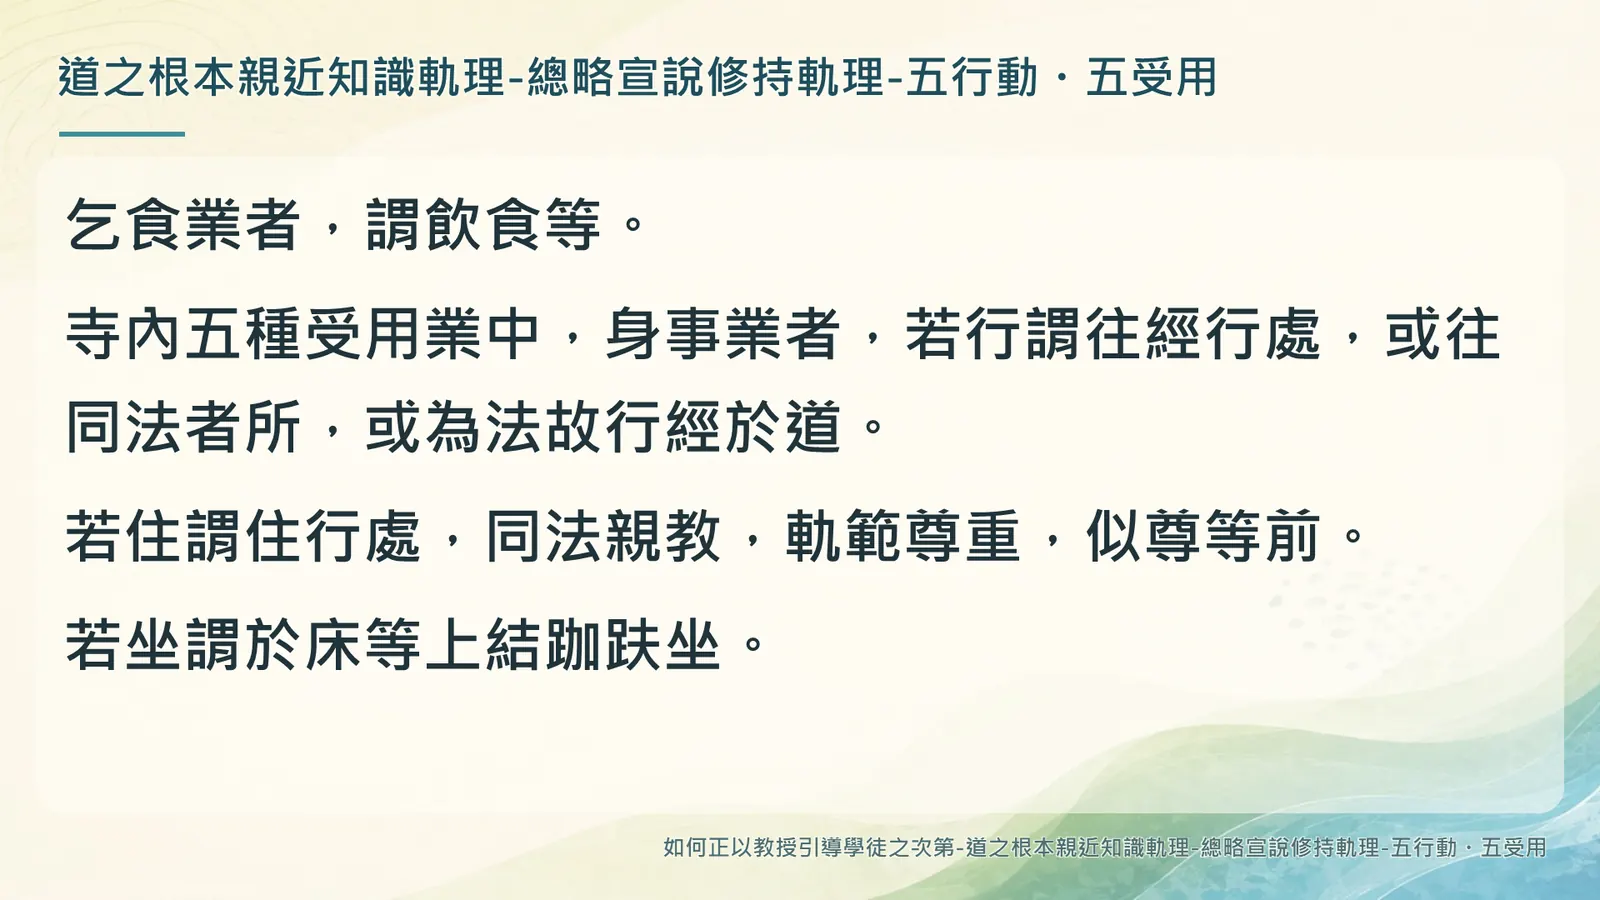 道之根本親近知識軌理-總略宣說修持軌理-五行動．五受用
乞食業者，謂飲食等。
寺內五種受用業中，身事業者，若行謂往經行處，或往
同法者所，或為法故行經於道。
若住謂住行處，同法親教，軌範尊重，似尊等前。
若坐謂於床等上結跏趺坐。
如何正以教授引導學徒之次第-道之根本親近知識軌理-總略宣說修持軌理-五行動．五受用